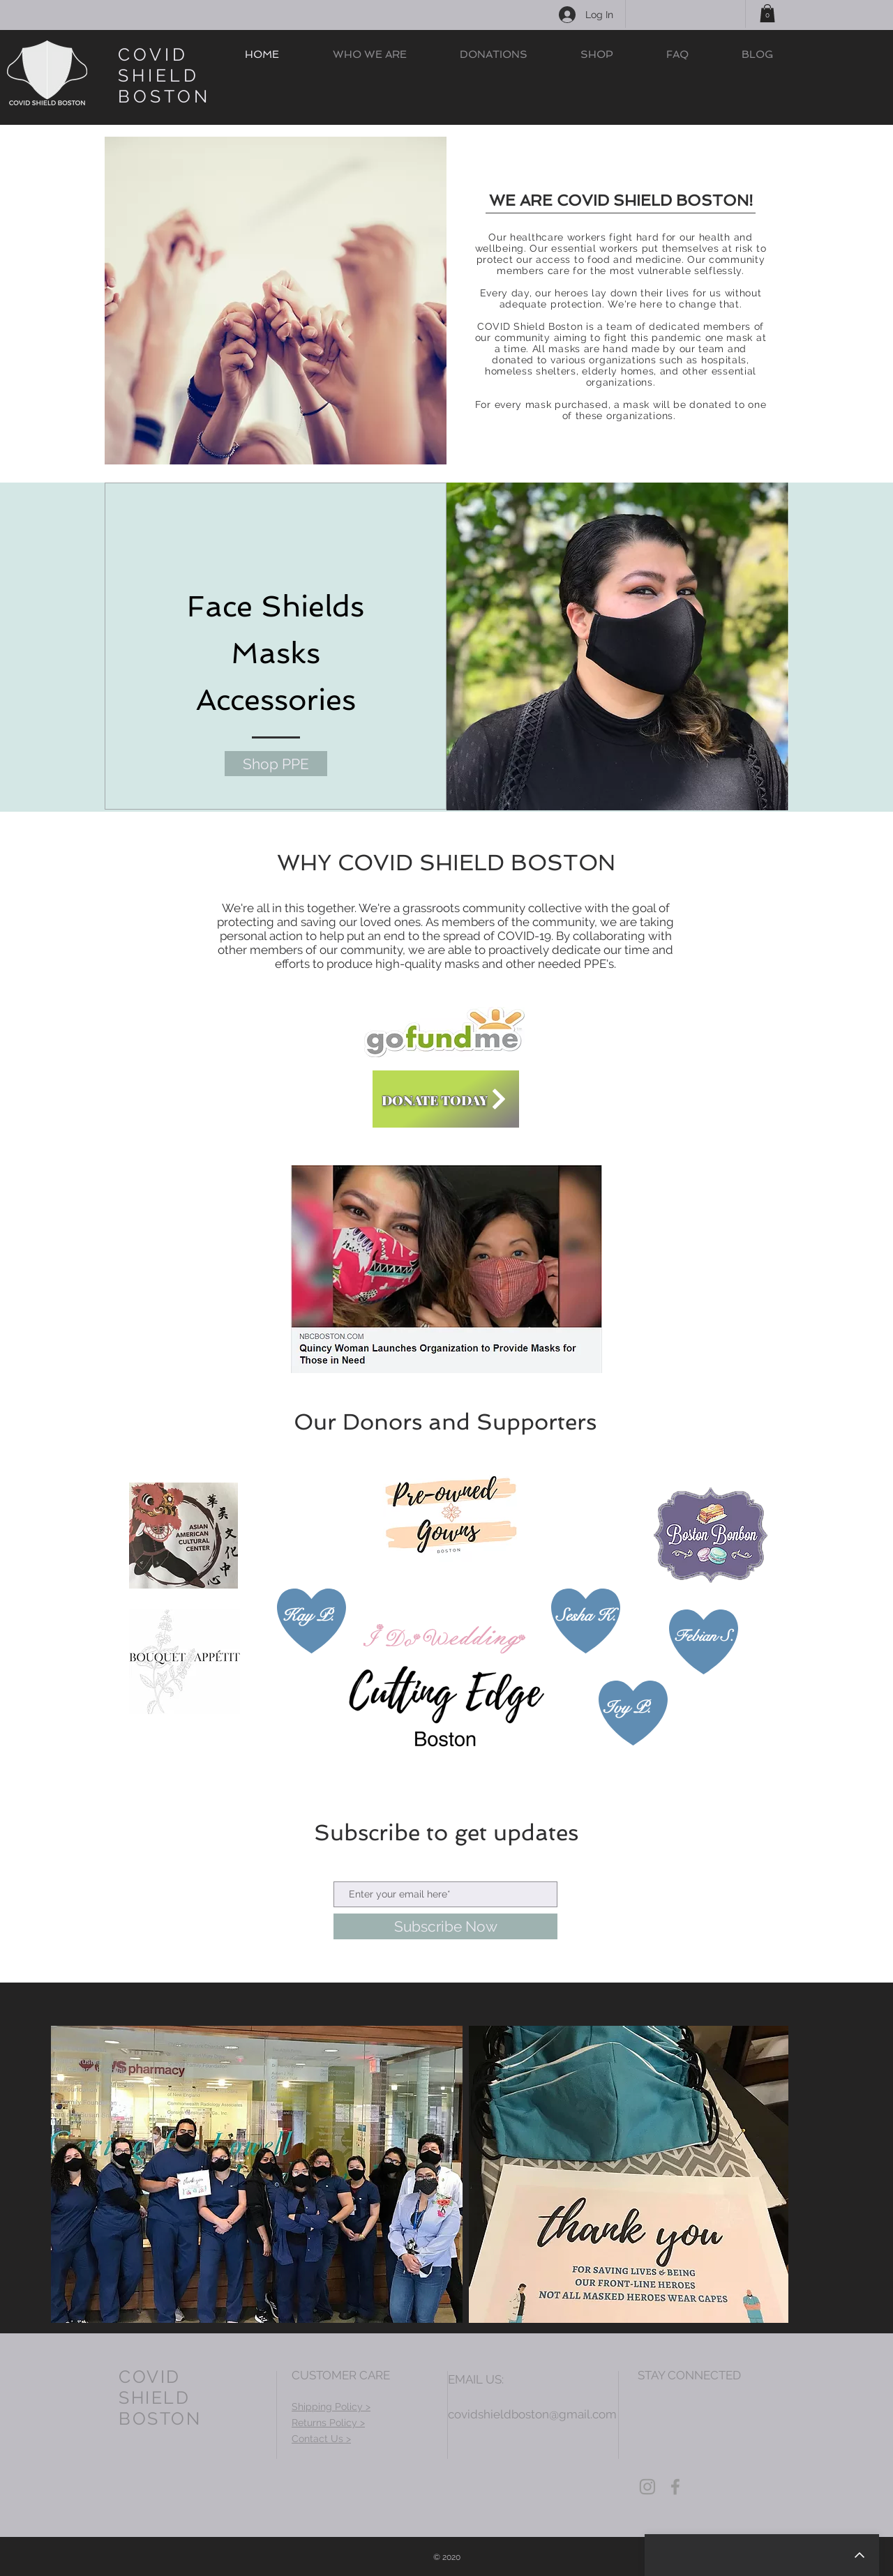 Log In
0
COVID SHIELD BOSTON
COVID
SHIELD
BOSTON
HOME
WHO WE ARE
DONATIONS
SHOP
FAQ
BLOG
WE ARE COVID SHIELD BOSTON!
Our healthcare workers fight hard for our health and
wellbeing. Our essential workers put themselves at risk to
protect our access to food and medicine. Our community
members care for the most vulnerable selflessly.
Every day, our heroes lay down their lives for us without
adequate protection. We're here to change that.
COVID Shield Boston is a team of dedicated members of
our community aiming to fight this pandemic one mask at
a time. All masks are hand made by our team and
donated to various organizations such as hospitals,
homeless shelters, elderly homes, and other essential
organizations.
For every mask purchased, a mask will be donated to one
of these organizations.
Face Shields
Masks
Accessories
Shop PPE
WHY COVID SHIELD BOSTON
We're all in this together. We're a grassroots community collective with the goal of
protecting and saving our loved ones. As members of the community, we are taking
personal action to help put an end to the spread of COVID-19. By collaborating with
other members of our community, we are able to proactively dedicate our time and
efforts to produce high-quality masks and other needed PPE's.
gofundme
DONATE TODAY
NBCBOSTON.COM
Quincy Woman Launches Organization to Provide Masks for
Those in Need
Our Donors and Supporters
ASIAN
AMERICAN
CULTURAL
CENTER
華美文化中心
Pre-owned
Gowns
BOSTON
Boston Bonbon
Kay P.
Sesha K.
Febian S.
I Do Wedding
BOUQUET APPÉTIT
Cutting Edge
Boston
Ivy P.
Subscribe to get updates
Enter your email here*
Subscribe Now
CVS pharmacy
Caring for Lowell
thank you
thank you
FOR SAVING LIVES & BEING
OUR FRONT-LINE HEROES
NOT ALL MASKED HEROES WEAR CAPES
COVID
SHIELD
BOSTON
CUSTOMER CARE
Shipping Policy >
Returns Policy >
Contact Us >
EMAIL US:
covidshieldboston@gmail.com
STAY CONNECTED
© 2020